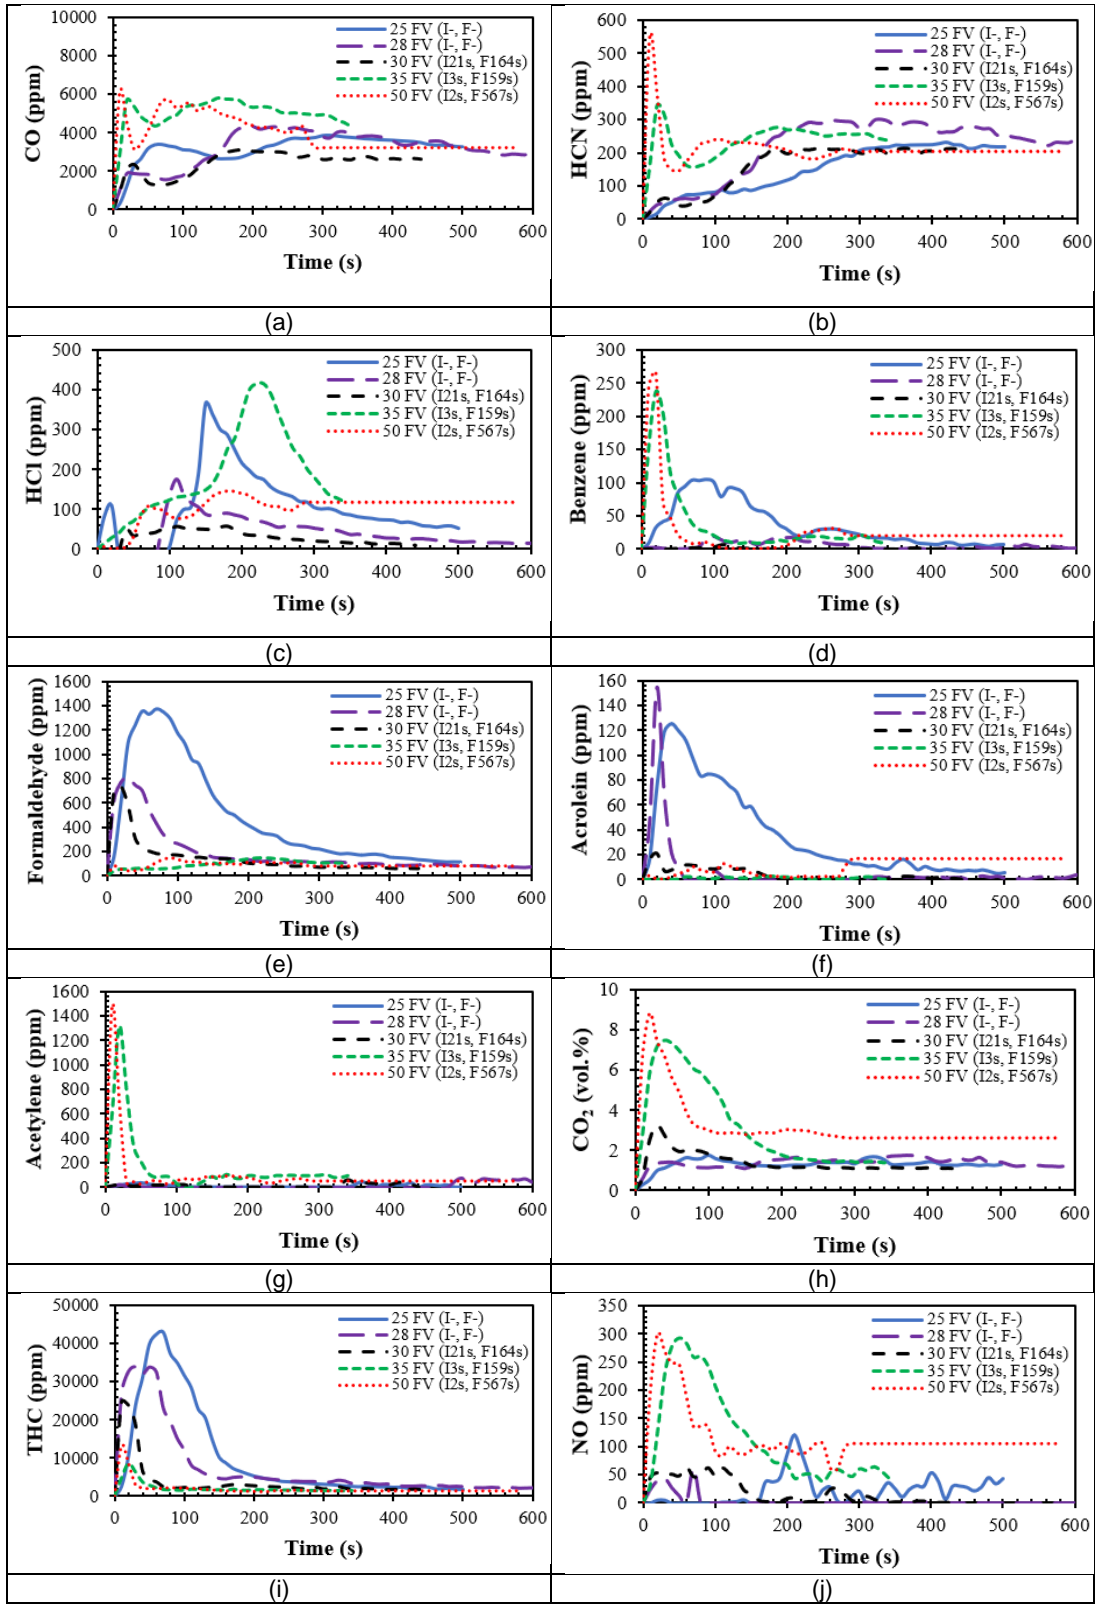 10000
8000
6000
4000
2000
0
CO (ppm)
25 FV (I-, F-)
28 FV (I-, F-)
30 FV (I21s, F164s)
35 FV (I3s, F159s)
50 FV (I2s, F567s)
0 100 200 300 400 500 600
Time (s)
(a)
600
500
400
300
200
100
0
HCN (ppm)
25 FV (I-, F-)
28 FV (I-, F-)
30 FV (I21s, F164s)
35 FV (I3s, F159s)
50 FV (I2s, F567s)
0 100 200 300 400 500 600
Time (s)
(b)
500
400
300
200
100
0
HCl (ppm)
25 FV (I-, F-)
28 FV (I-, F-)
30 FV (I21s, F164s)
35 FV (I3s, F159s)
50 FV (I2s, F567s)
0 100 200 300 400 500 600
Time (s)
(c)
300
250
200
150
100
50
0
Benzene (ppm)
25 FV (I-, F-)
28 FV (I-, F-)
30 FV (I21s, F164s)
35 FV (I3s, F159s)
50 FV (I2s, F567s)
0 100 200 300 400 500 600
Time (s)
(d)
1600
1400
1200
1000
800
600
400
200
0
Formaldehyde (ppm)
25 FV (I-, F-)
28 FV (I-, F-)
30 FV (I21s, F164s)
35 FV (I3s, F159s)
50 FV (I2s, F567s)
0 100 200 300 400 500 600
Time (s)
(e)
160
140
120
100
80
60
40
20
0
Acrolein (ppm)
25 FV (I-, F-)
28 FV (I-, F-)
30 FV (I21s, F164s)
35 FV (I3s, F159s)
50 FV (I2s, F567s)
0 100 200 300 400 500 600
Time (s)
(f)
1600
1400
1200
1000
800
600
400
200
0
Acetylene (ppm)
25 FV (I-, F-)
28 FV (I-, F-)
30 FV (I21s, F164s)
35 FV (I3s, F159s)
50 FV (I2s, F567s)
0 100 200 300 400 500 600
Time (s)
(g)
10
8
6
4
2
0
CO₂ (vol.%)
25 FV (I-, F-)
28 FV (I-, F-)
30 FV (I21s, F164s)
35 FV (I3s, F159s)
50 FV (I2s, F567s)
0 100 200 300 400 500 600
Time (s)
(h)
50000
40000
30000
20000
10000
0
THC (ppm)
25 FV (I-, F-)
28 FV (I-, F-)
30 FV (I21s, F164s)
35 FV (I3s, F159s)
50 FV (I2s, F567s)
0 100 200 300 400 500 600
Time (s)
(i)
350
300
250
200
150
100
50
0
NO (ppm)
25 FV (I-, F-)
28 FV (I-, F-)
30 FV (I21s, F164s)
35 FV (I3s, F159s)
50 FV (I2s, F567s)
0 100 200 300 400 500 600
Time (s)
(j)